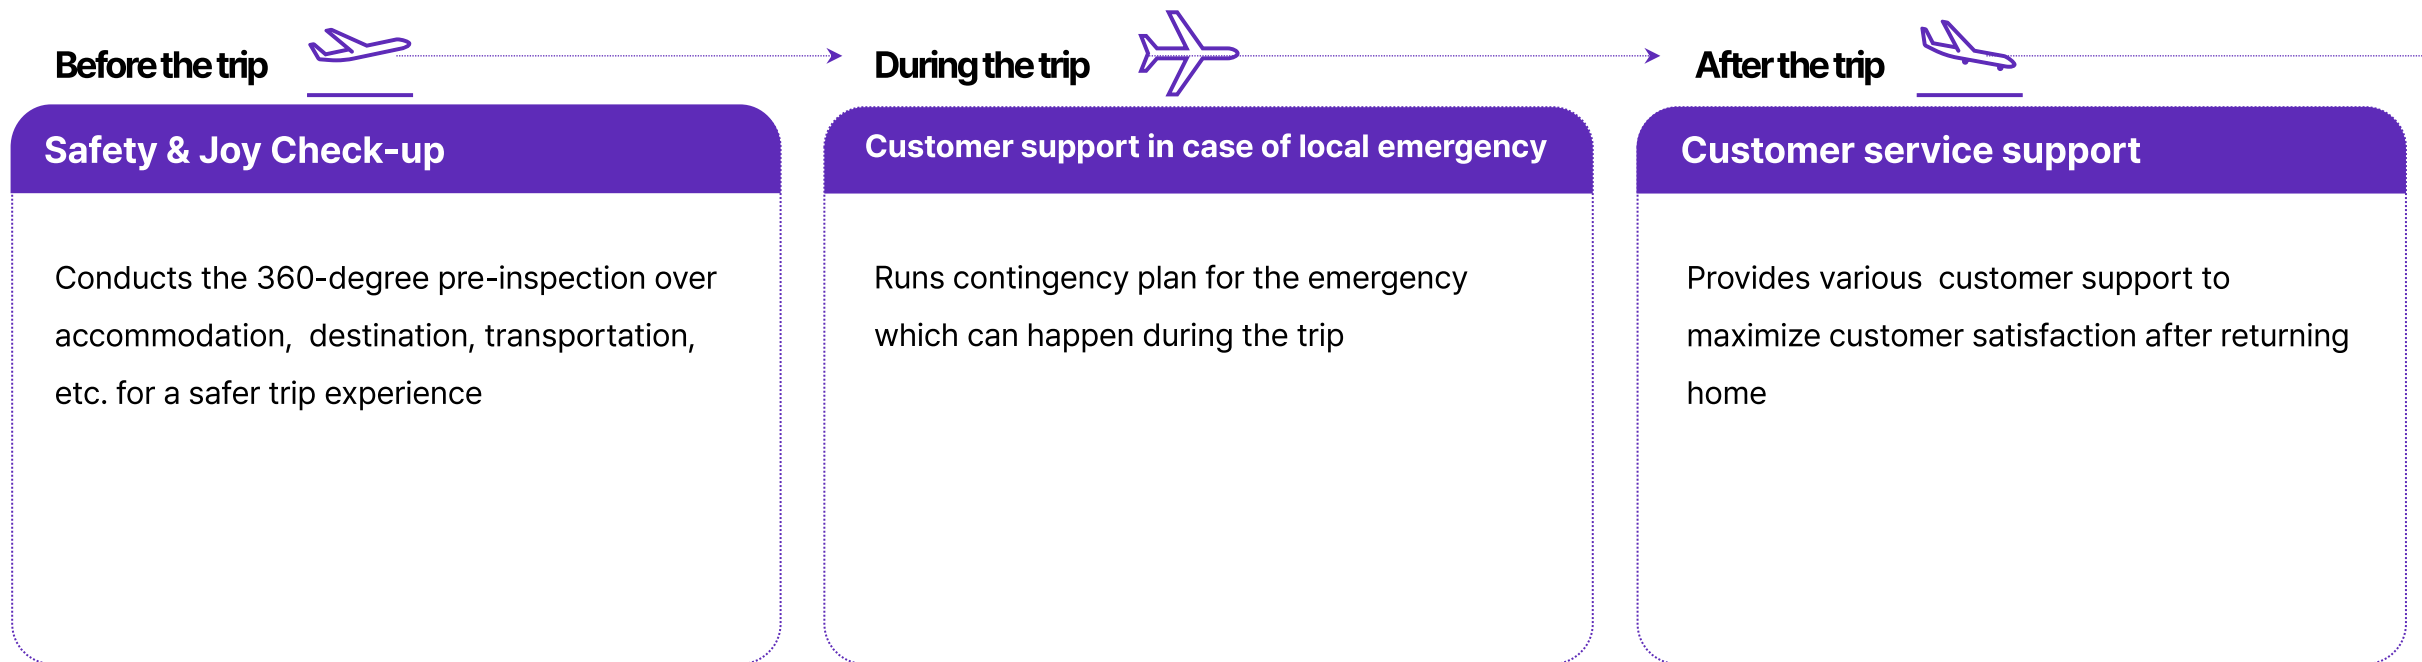 Before the trip
Safety & Joy Check-up
Conducts the 360-degree pre-inspection over
accommodation,  destination, transportation,
etc. for a safer trip experience
During the trip
Customer support in case of local emergency
Runs contingency plan for the emergency
which can happen during the trip
After the trip
Customer service support
Provides various  customer support to
maximize customer satisfaction after returning
home